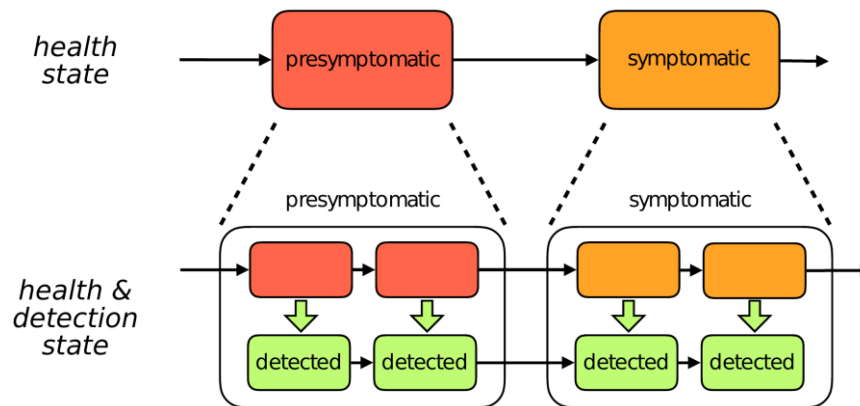 health
state
presymptomatic
symptomatic
presymptomatic
symptomatic
health &
detection
state
detected
detected
detected
detected